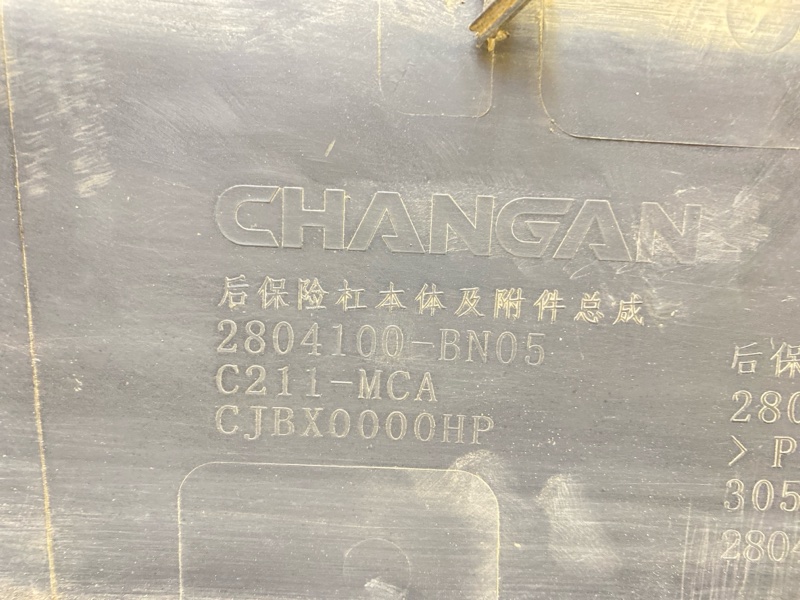 CHANGAN
后保险杠本体及附件总成
2804100-BN05
C211-MCA
CJBX0000HP
后保
280
> P
305
2804